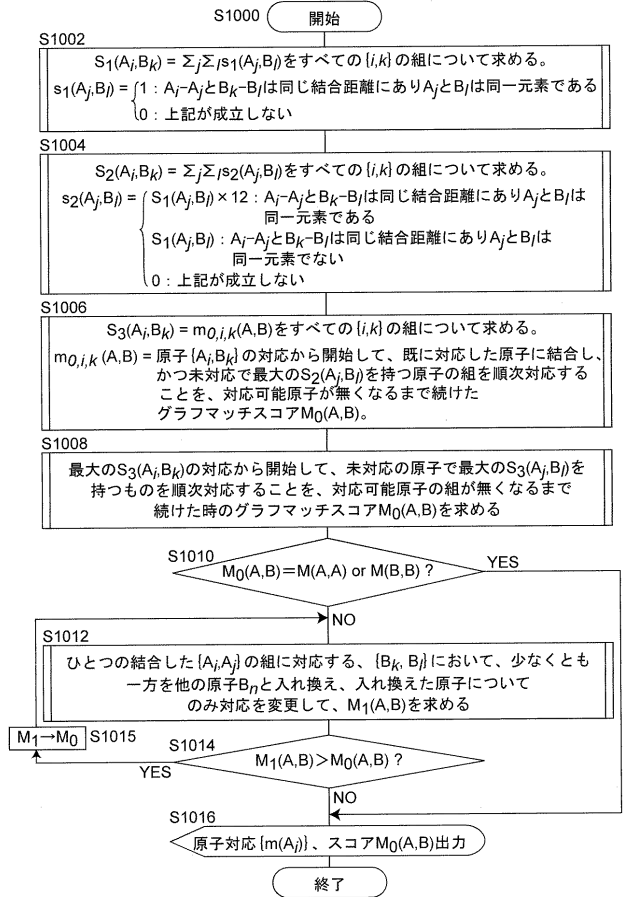 S1000 開始
S1002
S1(Ai,Bk) = ΣjΣls1(Aj,Bl)をすべての{i,k}の組について求める。
s1(Aj,Bl) = 1：Ai-AjとBk-Blは同じ結合距離にありAjとBlは同一元素である
0：上記が成立しない
S1004
S2(Ai,Bk) = ΣjΣls2(Aj,Bl)をすべての{i,k}の組について求める。
s2(Aj,Bl) = S1(Aj,Bl)×12：Ai-AjとBk-Blは同じ結合距離にありAjとBlは
同一元素である
S1(Aj,Bl)：Ai-AjとBk-Blは同じ結合距離にありAjとBlは
同一元素でない
0：上記が成立しない
S1006
S3(Ai,Bk) = m0,i,k(A,B)をすべての{i,k}の組について求める。
m0,i,k(A,B) = 原子{Ai,Bk}の対応から開始して、既に対応した原子に結合し、
かつ未対応で最大のS2(Aj,Bl)を持つ原子の組を順次対応する
ことを、対応可能原子が無くなるまで続けた
グラフマッチスコアM0(A,B)。
S1008
最大のS3(Ai,Bk)の対応から開始して、未対応の原子で最大のS3(Aj,Bl)を
持つものを順次対応することを、対応可能原子の組が無くなるまで
続けた時のグラフマッチスコアM0(A,B)を求める
S1010
M0(A,B)＝M(A,A) or M(B,B) ?
YES
NO
S1012
ひとつの結合した{Ai,Aj}の組に対応する、{Bk, Bl}において、少なくとも
一方を他の原子Bnと入れ換え、入れ換えた原子について
のみ対応を変更して、M1(A,B)を求める
M1→M0 S1015
S1014
M1(A,B)>M0(A,B) ?
YES
NO
S1016
原子対応{m(Ai)}、スコアM0(A,B)出力
終了